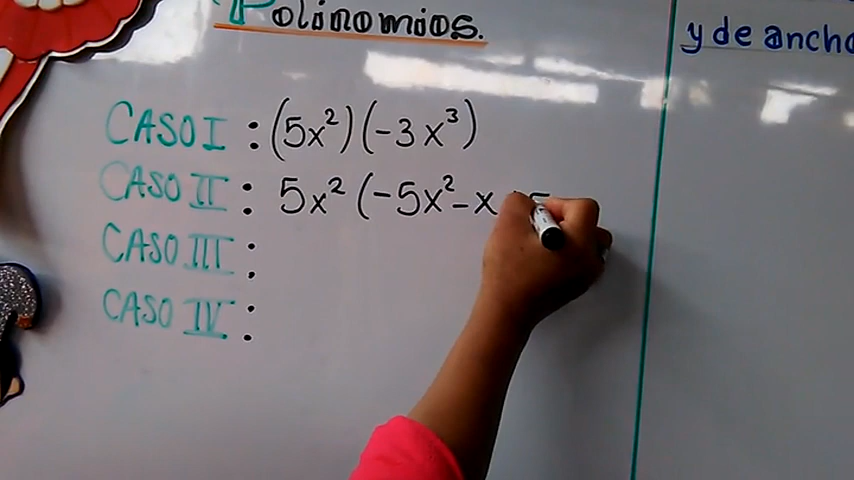 Polinomios.
y de ancho
CASO I : (5x²)(-3x³)
CASO II : 5x² (-5x² - x
CASO III :
CASO IV :